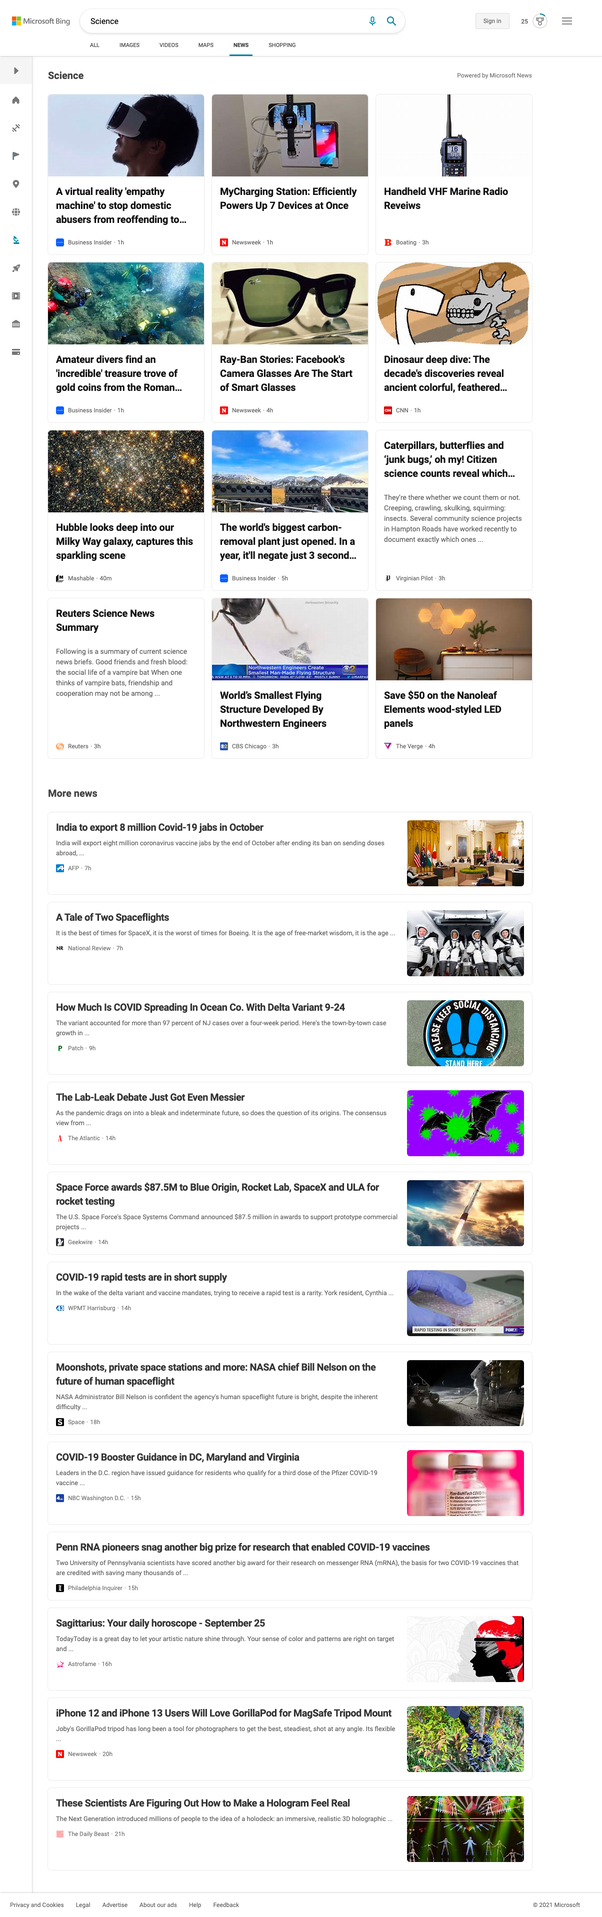 Microsoft Bing
Science
Sign in
25
ALL
IMAGES
VIDEOS
MAPS
NEWS
SHOPPING
Science
Powered by Microsoft News
A virtual reality 'empathy
machine' to stop domestic
abusers from reoffending to...
Business Insider · 1h
MyCharging Station: Efficiently
Powers Up 7 Devices at Once
Newsweek · 1h
Handheld VHF Marine Radio
Reveiws
Boating · 3h
Amateur divers find an
'incredible' treasure trove of
gold coins from the Roman...
Business Insider · 1h
Ray-Ban Stories: Facebook's
Camera Glasses Are The Start
of Smart Glasses
Newsweek · 4h
Dinosaur deep dive: The
decade's discoveries reveal
ancient colorful, feathered...
CNN · 1h
Hubble looks deep into our
Milky Way galaxy, captures this
sparkling scene
Mashable · 40m
The world's biggest carbon-
removal plant just opened. In a
year, it'll negate just 3 second...
Business Insider · 5h
Caterpillars, butterflies and
'junk bugs,' oh my! Citizen
science counts reveal which...
They're there whether we count them or not.
Creeping, crawling, skulking, squirming:
insects. Several community science projects
in Hampton Roads have worked recently to
document exactly which ones ...
Virginian Pilot · 3h
Reuters Science News
Summary
Following is a summary of current science
news briefs. Good friends and fresh blood:
the social life of a vampire bat When one
thinks of vampire bats, friendship and
cooperation may not be among ...
Reuters · 3h
Northwestern Engineers Create
Smallest Man-Made Flying Structure
World's Smallest Flying
Structure Developed By
Northwestern Engineers
CBS Chicago · 3h
Save $50 on the Nanoleaf
Elements wood-styled LED
panels
The Verge · 4h
More news
India to export 8 million Covid-19 jabs in October
India will export eight million coronavirus vaccine jabs by the end of October after ending its ban on sending doses
abroad, ...
AFP · 7h
A Tale of Two Spaceflights
It is the best of times for SpaceX, it is the worst of times for Boeing. It is the age of free-market wisdom, it is the age ...
NR National Review · 7h
How Much Is COVID Spreading In Ocean Co. With Delta Variant 9-24
The variant accounted for more than 97 percent of NJ cases over a four-week period. Here's the town-by-town case
growth in ...
Patch · 9h
PLEASE KEEP SOCIAL DISTANCING
STAND HERE
The Lab-Leak Debate Just Got Even Messier
As the pandemic drags on into a bleak and indeterminate future, so does the question of its origins. The consensus
view from ...
The Atlantic · 14h
Space Force awards $87.5M to Blue Origin, Rocket Lab, SpaceX and ULA for
rocket testing
The U.S. Space Force's Space Systems Command announced $87.5 million in awards to support prototype commercial
projects ...
Geekwire · 14h
COVID-19 rapid tests are in short supply
In the wake of the delta variant and vaccine mandates, trying to receive a rapid test is a rarity. York resident, Cynthia ...
WPMT Harrisburg · 14h
RAPID TESTING IN SHORT SUPPLY
Moonshots, private space stations and more: NASA chief Bill Nelson on the
future of human spaceflight
NASA Administrator Bill Nelson is confident the agency's human spaceflight future is bright, despite the inherent
difficulty ...
Space · 18h
COVID-19 Booster Guidance in DC, Maryland and Virginia
Leaders in the D.C. region have issued guidance for residents who qualify for a third dose of the Pfizer COVID-19
vaccine ...
NBC Washington D.C. · 15h
Penn RNA pioneers snag another big prize for research that enabled COVID-19 vaccines
Two University of Pennsylvania scientists have scored another big award for their research on messenger RNA (mRNA), the basis for two COVID-19 vaccines that
are credited with saving many thousands of ...
Philadelphia Inquirer · 15h
Sagittarius: Your daily horoscope - September 25
TodayToday is a great day to let your artistic nature shine through. Your sense of color and patterns are right on target
and ...
Astrofame · 16h
iPhone 12 and iPhone 13 Users Will Love GorillaPod for MagSafe Tripod Mount
Joby's GorillaPod tripod has long been a tool for photographers to get the best, steadiest, shot at any angle. Its flexible
...
Newsweek · 20h
These Scientists Are Figuring Out How to Make a Hologram Feel Real
The Next Generation introduced millions of people to the idea of a holodeck: an immersive, realistic 3D holographic ...
The Daily Beast · 21h
Privacy and Cookies
Legal
Advertise
About our ads
Help
Feedback
© 2021 Microsoft